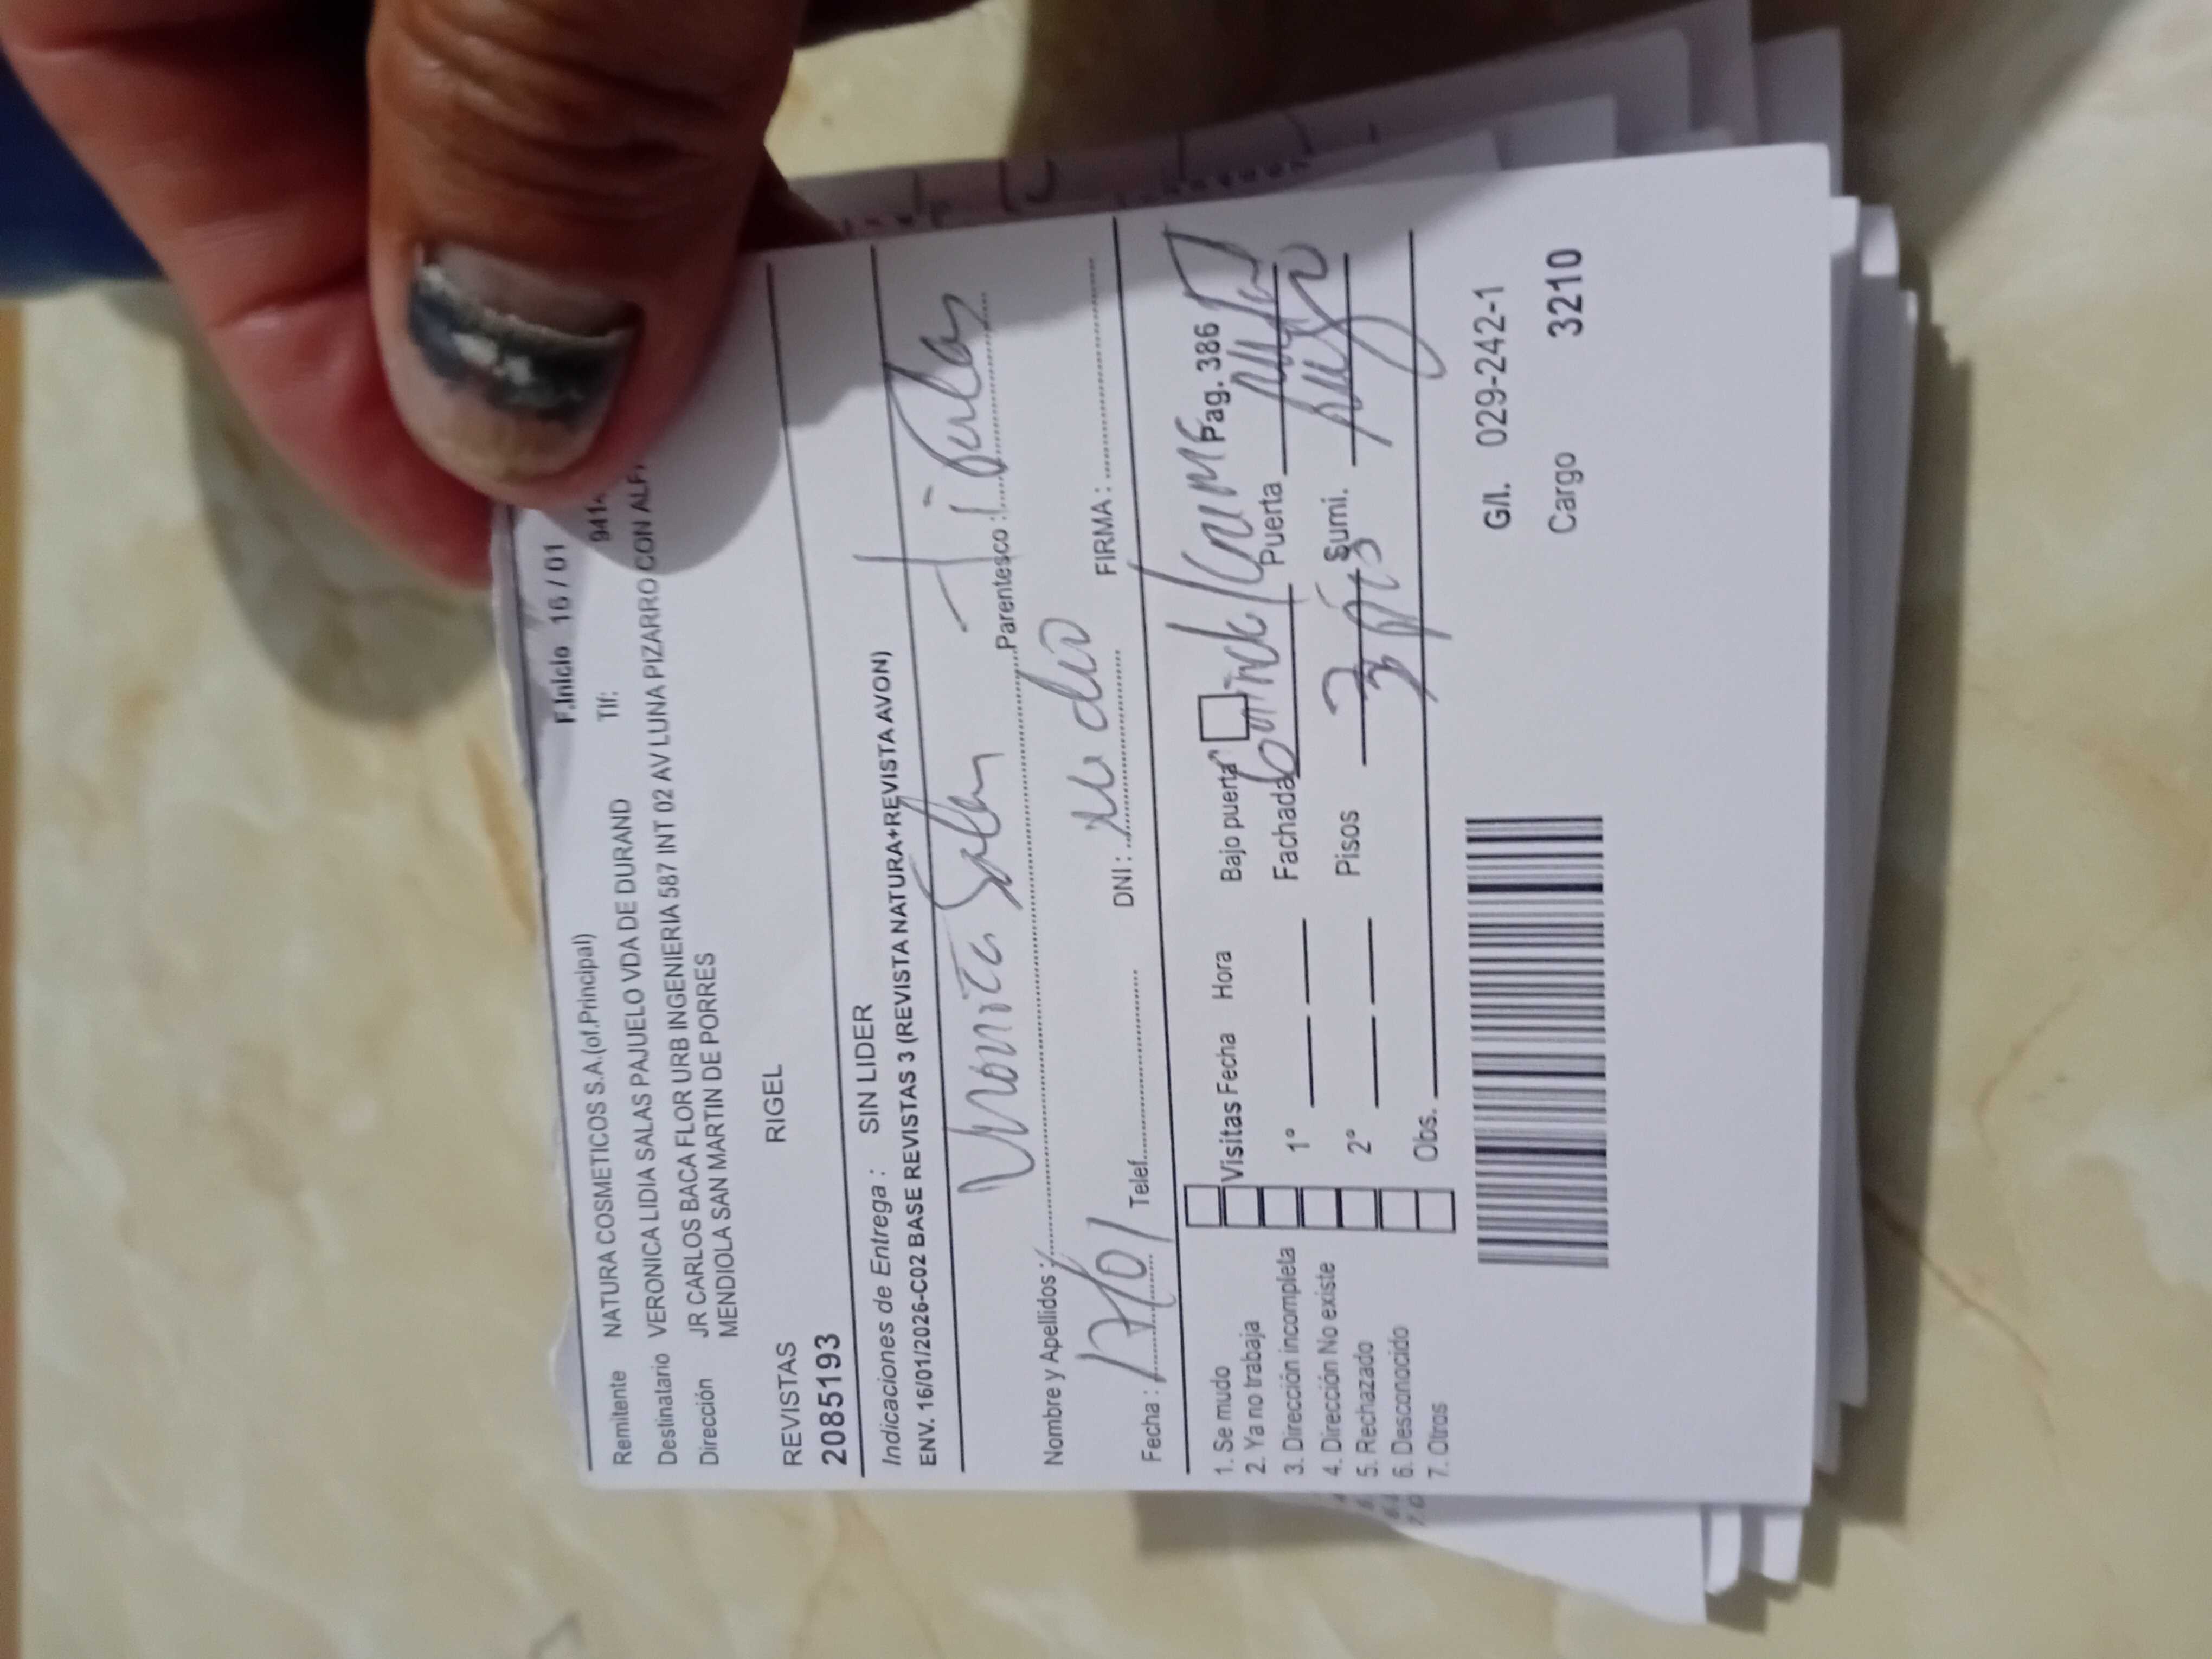 F.Inicio 16 / 01
Remitente NATURA COSMETICOS S.A.(of.Principal) Tlf: 941
Destinatario VERONICA LIDIA SALAS PAJUELO VDA DE DURAND
Dirección JR CARLOS BACA FLOR URB INGENIERIA 587 INT 02 AV LUNA PIZARRO CON ALF
MENDIOLA SAN MARTIN DE PORRES
REVISTAS RIGEL
2085193
Indicaciones de Entrega : SIN LIDER
ENV. 16/01/2026-C02 BASE REVISTAS 3 (REVISTA NATURA+REVISTA AVON)
Nombre y Apellidos : Parentesco : Titular
Fecha : 17/01 Telef. DNI : FIRMA :
1. Se mudo
2. Ya no trabaja
3. Dirección incompleta
4. Dirección No existe
5. Rechazado
6. Desconocido
7. Otros
Visitas Fecha Hora Bajo puerta Pag. 386
1° Fachada Puerta
2° Pisos 3 Sumi.
Obs.
G/I. 029-242-1
Cargo 3210